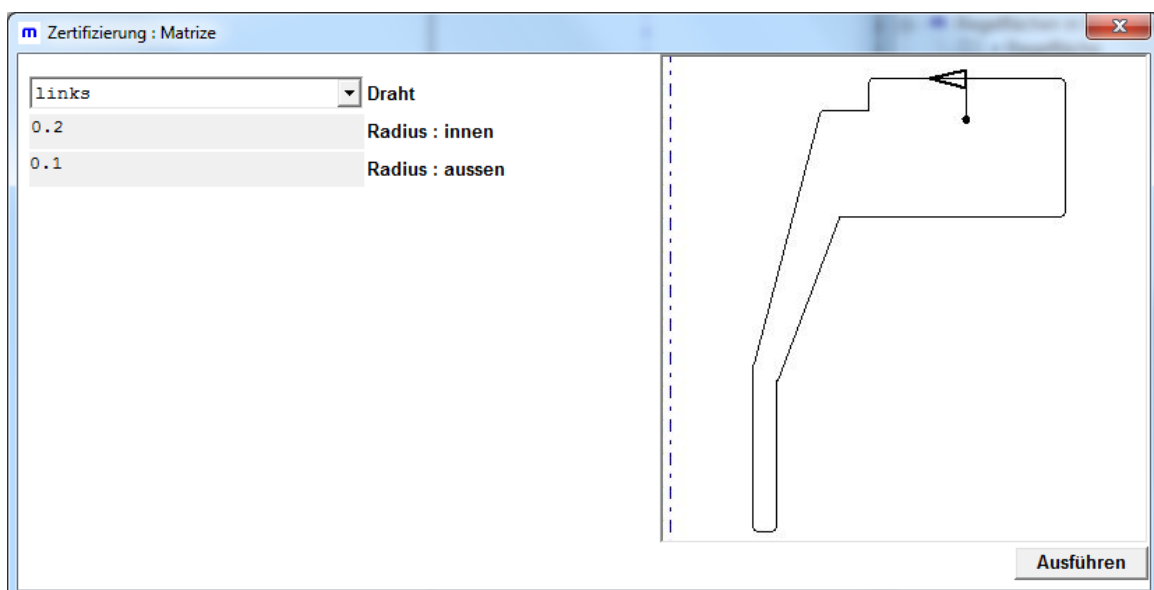 m Zertifizierung : Matrize
links Draht
0.2 Radius : innen
0.1 Radius : aussen
Ausführen